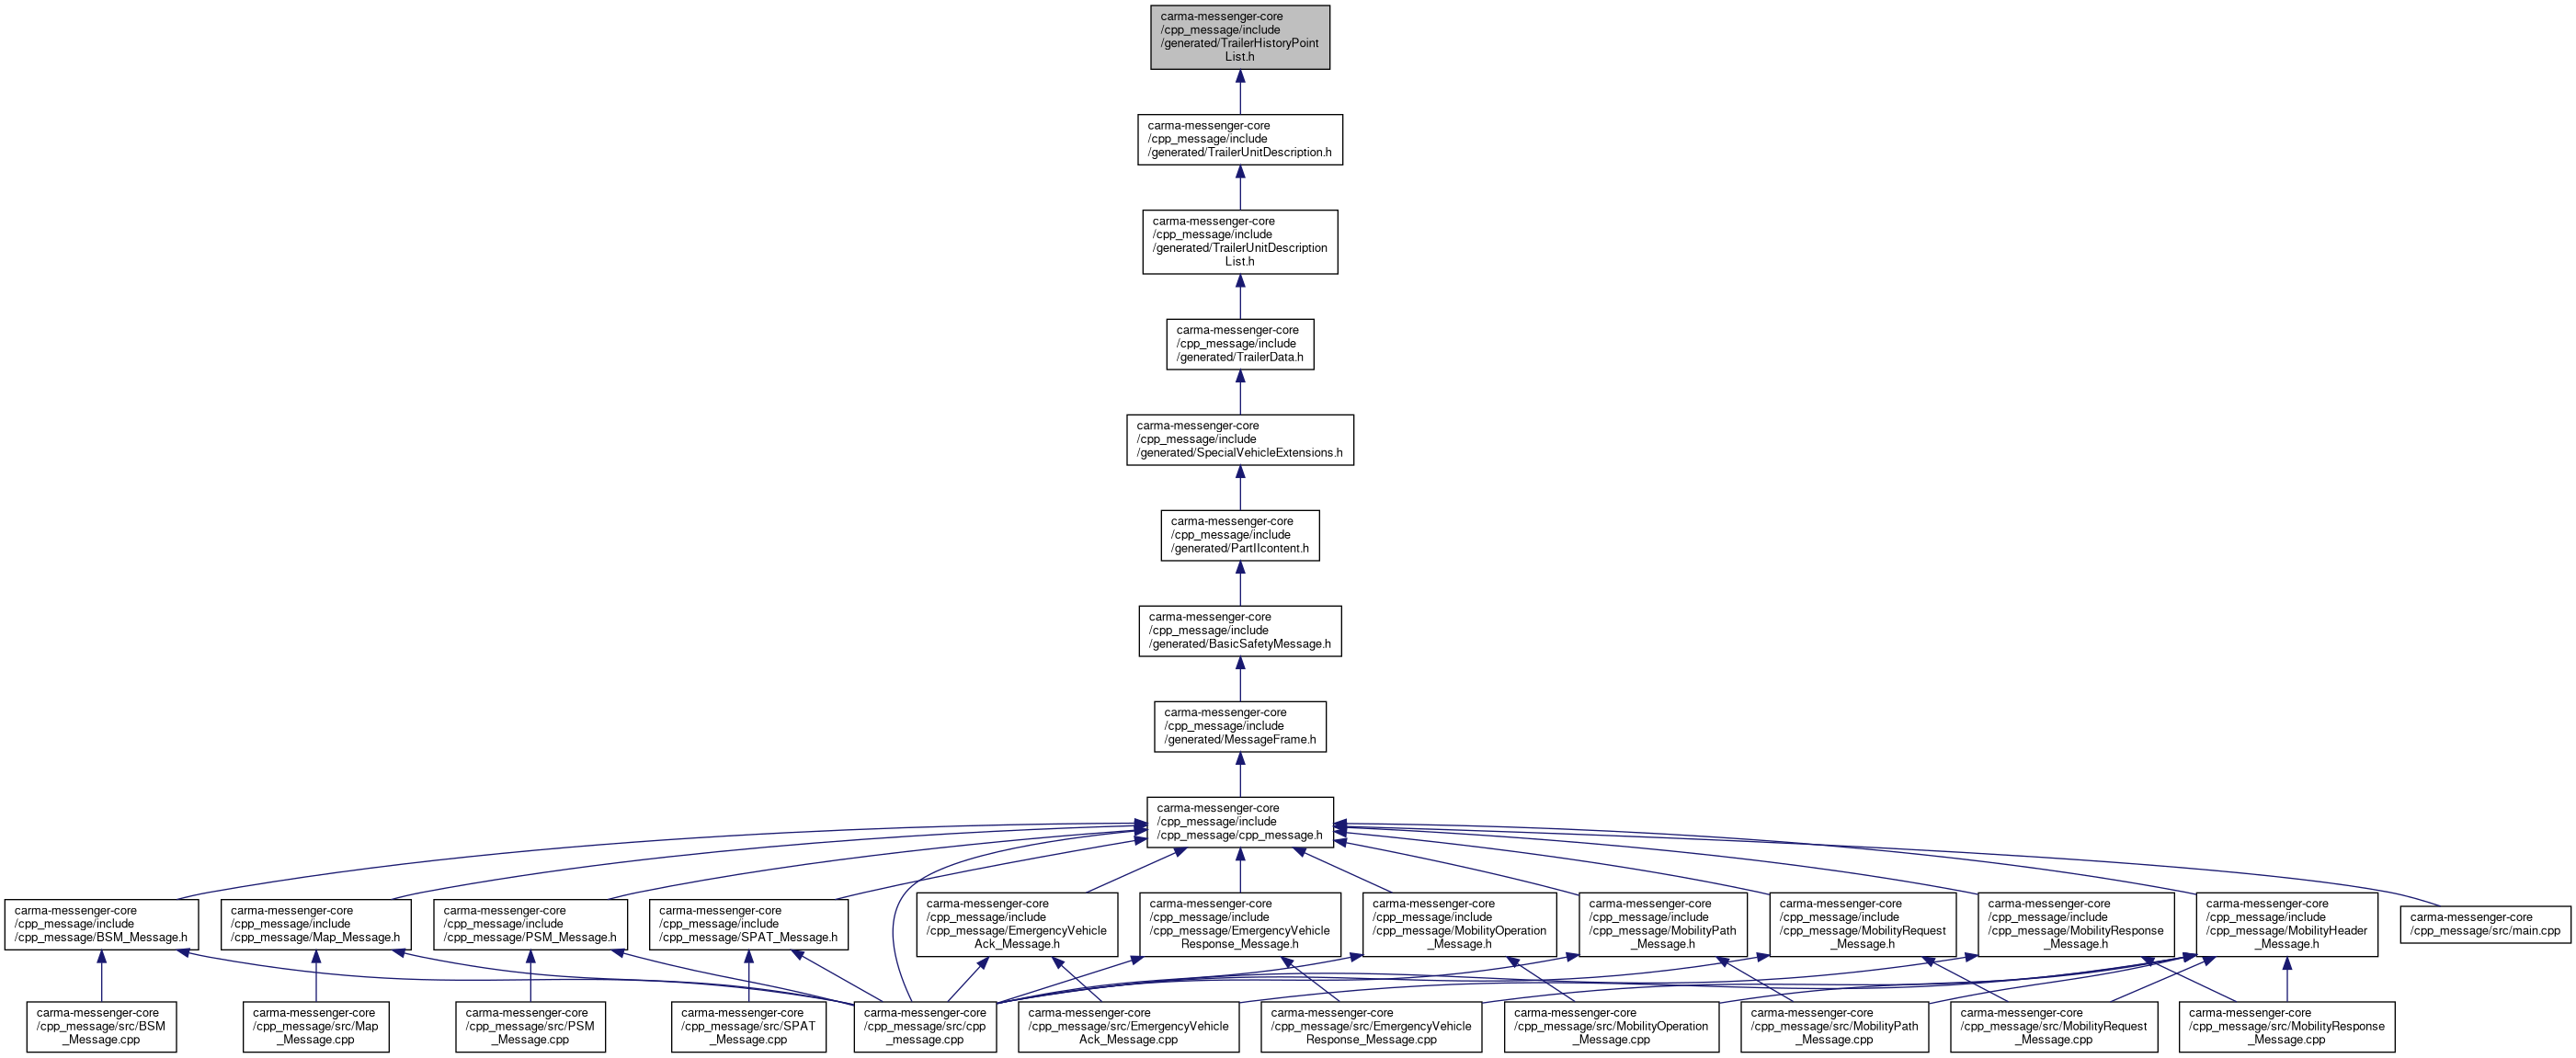 carma-messenger-core
/cpp_message/include
/generated/TrailerHistoryPoint
List.h
carma-messenger-core
/cpp_message/include
/generated/TrailerUnitDescription.h
carma-messenger-core
/cpp_message/include
/generated/TrailerUnitDescription
List.h
carma-messenger-core
/cpp_message/include
/generated/TrailerData.h
carma-messenger-core
/cpp_message/include
/generated/SpecialVehicleExtensions.h
carma-messenger-core
/cpp_message/include
/generated/PartIIcontent.h
carma-messenger-core
/cpp_message/include
/generated/BasicSafetyMessage.h
carma-messenger-core
/cpp_message/include
/generated/MessageFrame.h
carma-messenger-core
/cpp_message/include
/cpp_message/cpp_message.h
carma-messenger-core
/cpp_message/include
/cpp_message/BSM_Message.h
carma-messenger-core
/cpp_message/include
/cpp_message/Map_Message.h
carma-messenger-core
/cpp_message/include
/cpp_message/PSM_Message.h
carma-messenger-core
/cpp_message/include
/cpp_message/SPAT_Message.h
carma-messenger-core
/cpp_message/include
/cpp_message/EmergencyVehicle
Ack_Message.h
carma-messenger-core
/cpp_message/include
/cpp_message/EmergencyVehicle
Response_Message.h
carma-messenger-core
/cpp_message/include
/cpp_message/MobilityOperation
_Message.h
carma-messenger-core
/cpp_message/include
/cpp_message/MobilityPath
_Message.h
carma-messenger-core
/cpp_message/include
/cpp_message/MobilityRequest
_Message.h
carma-messenger-core
/cpp_message/include
/cpp_message/MobilityResponse
_Message.h
carma-messenger-core
/cpp_message/include
/cpp_message/MobilityHeader
_Message.h
carma-messenger-core
/cpp_message/src/main.cpp
carma-messenger-core
/cpp_message/src/BSM
_Message.cpp
carma-messenger-core
/cpp_message/src/Map
_Message.cpp
carma-messenger-core
/cpp_message/src/PSM
_Message.cpp
carma-messenger-core
/cpp_message/src/SPAT
_Message.cpp
carma-messenger-core
/cpp_message/src/cpp
_message.cpp
carma-messenger-core
/cpp_message/src/EmergencyVehicle
Ack_Message.cpp
carma-messenger-core
/cpp_message/src/EmergencyVehicle
Response_Message.cpp
carma-messenger-core
/cpp_message/src/MobilityOperation
_Message.cpp
carma-messenger-core
/cpp_message/src/MobilityPath
_Message.cpp
carma-messenger-core
/cpp_message/src/MobilityRequest
_Message.cpp
carma-messenger-core
/cpp_message/src/MobilityResponse
_Message.cpp